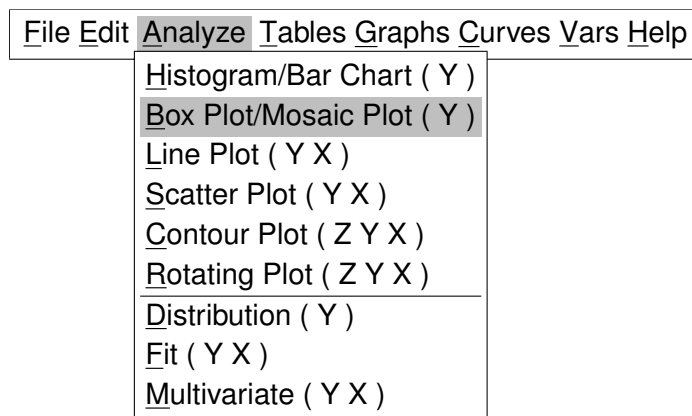 File Edit Analyze Tables Graphs Curves Vars Help
Histogram/Bar Chart ( Y )
Box Plot/Mosaic Plot ( Y )
Line Plot ( Y X )
Scatter Plot ( Y X )
Contour Plot ( Z Y X )
Rotating Plot ( Z Y X )
Distribution ( Y )
Fit ( Y X )
Multivariate ( Y X )